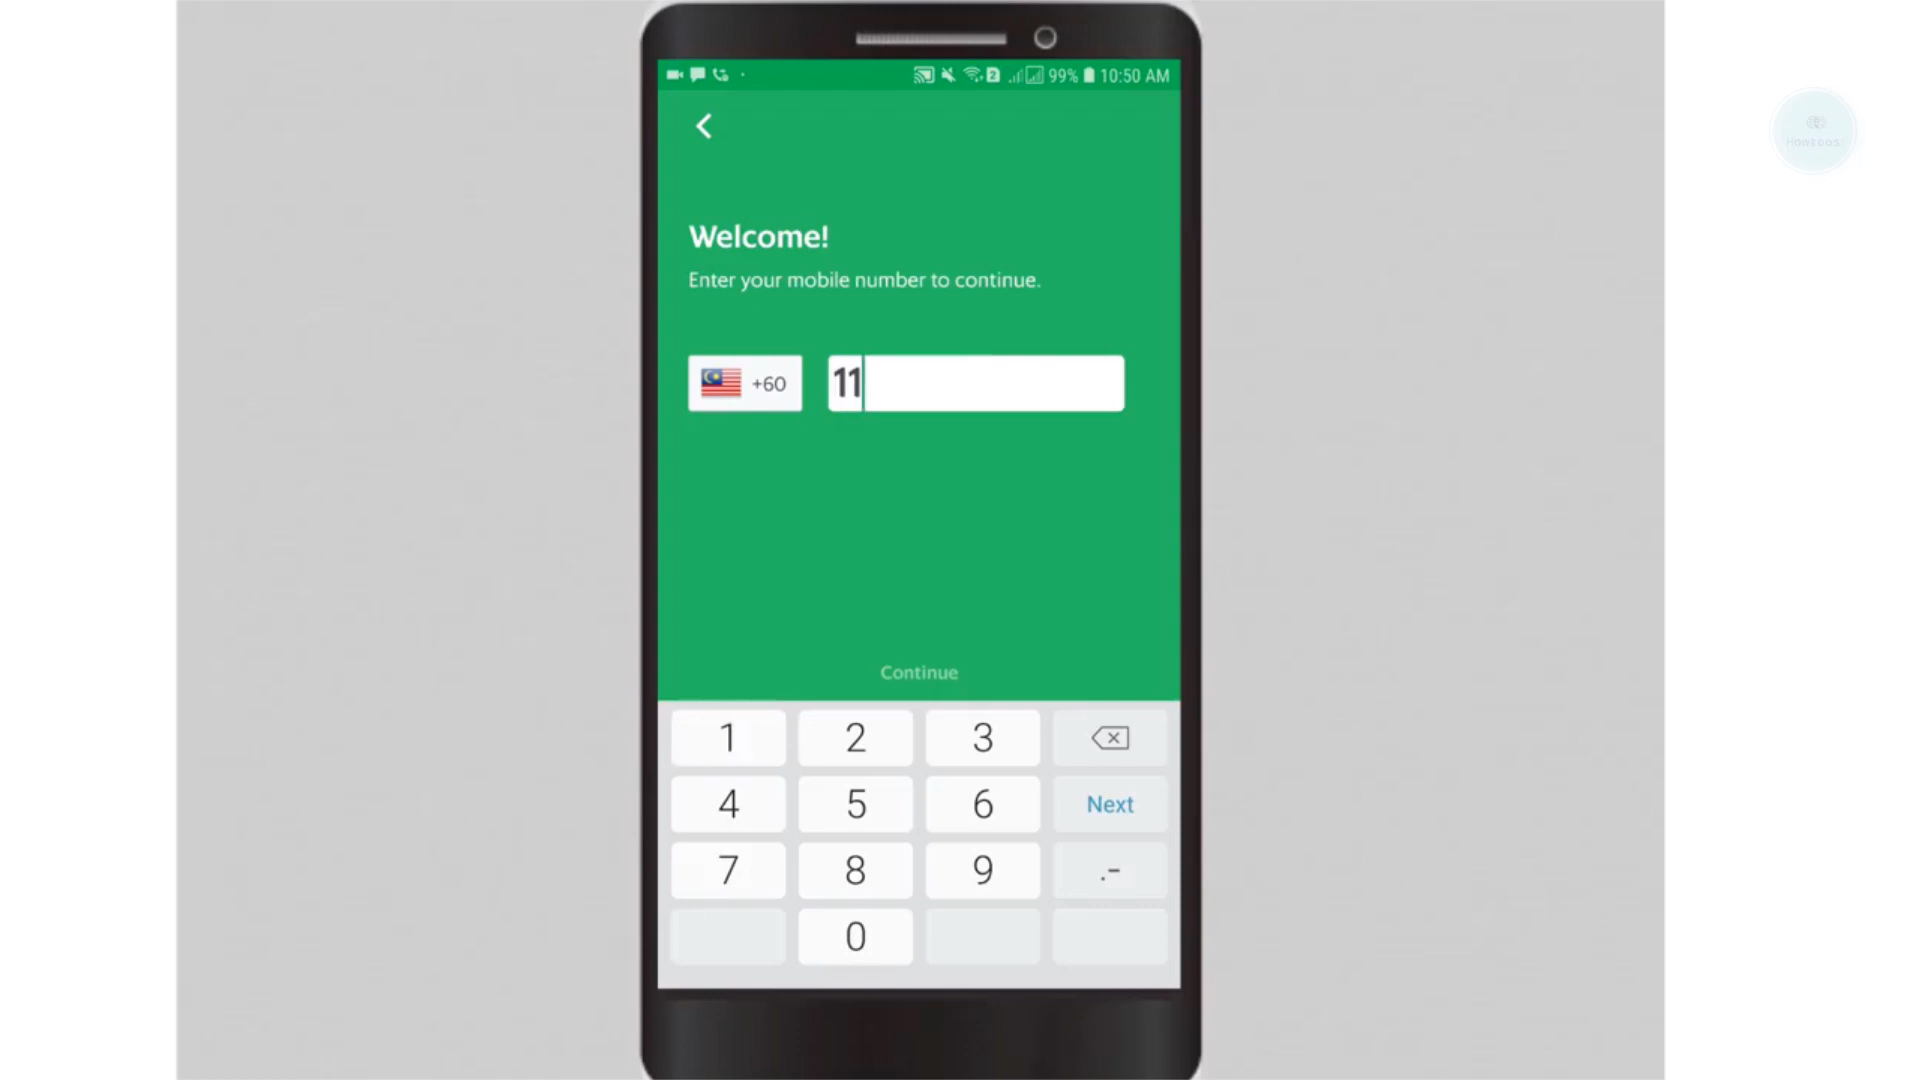 2 99% 10:50 AM
Welcome!
Enter your mobile number to continue.
+60 11
Continue
1 2 3
4 5 6 Next
7 8 9 .-
0